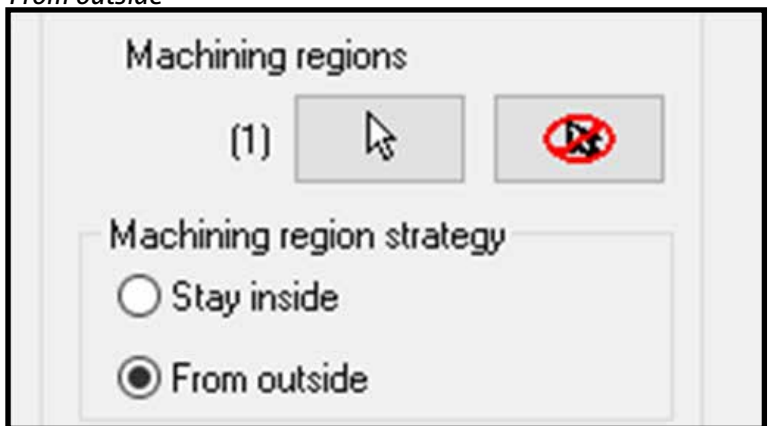 From outside
Machining regions
(1)
Machining region strategy
Stay inside
From outside